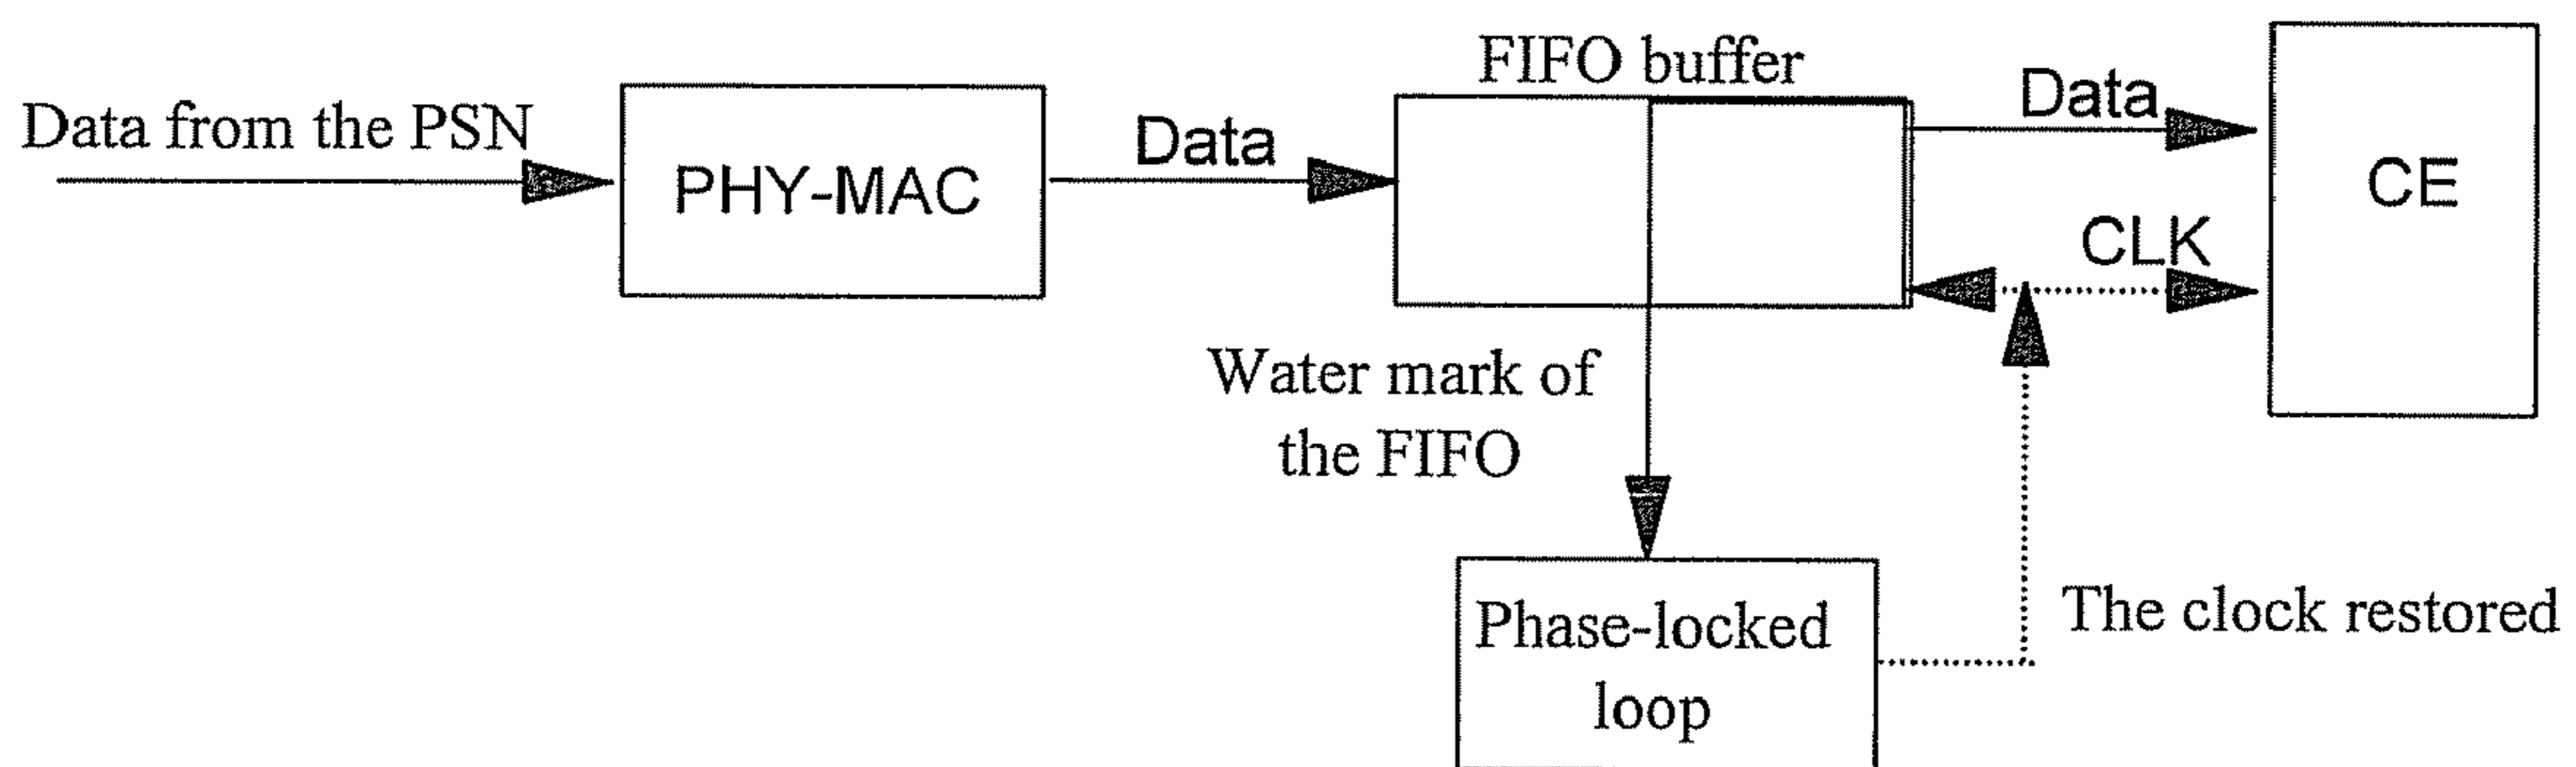 FIFO buffer
Data from the PSN
PHY-MAC
Data
Data
CE
CLK
Water mark of
the FIFO
Phase-locked
loop
The clock restored